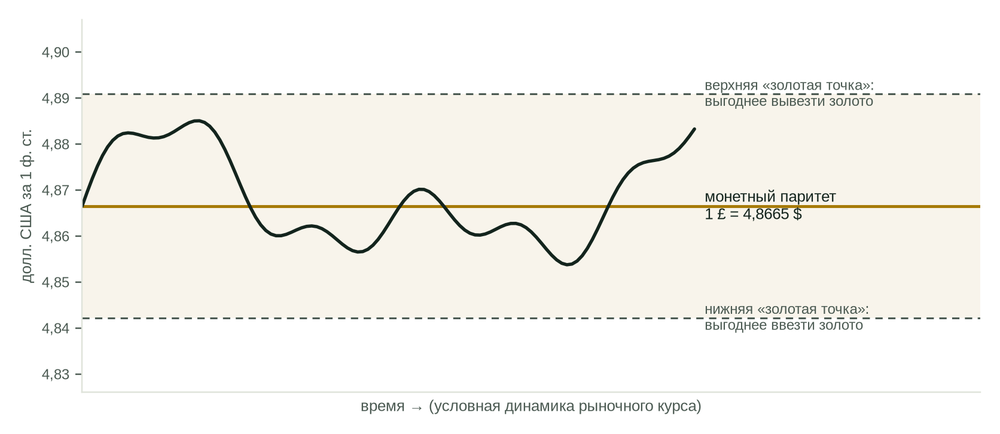 4,90
верхняя «золотая точка»:
4,89
выгоднее вывезти золото
4,88
4,87
монетный паритет
1 £ = 4,8665 $
4,86
4,85
нижняя «золотая точка»:
4,84
выгоднее ввезти золото
4,83
долл. США за 1 ф. ст.
время → (условная динамика рыночного курса)